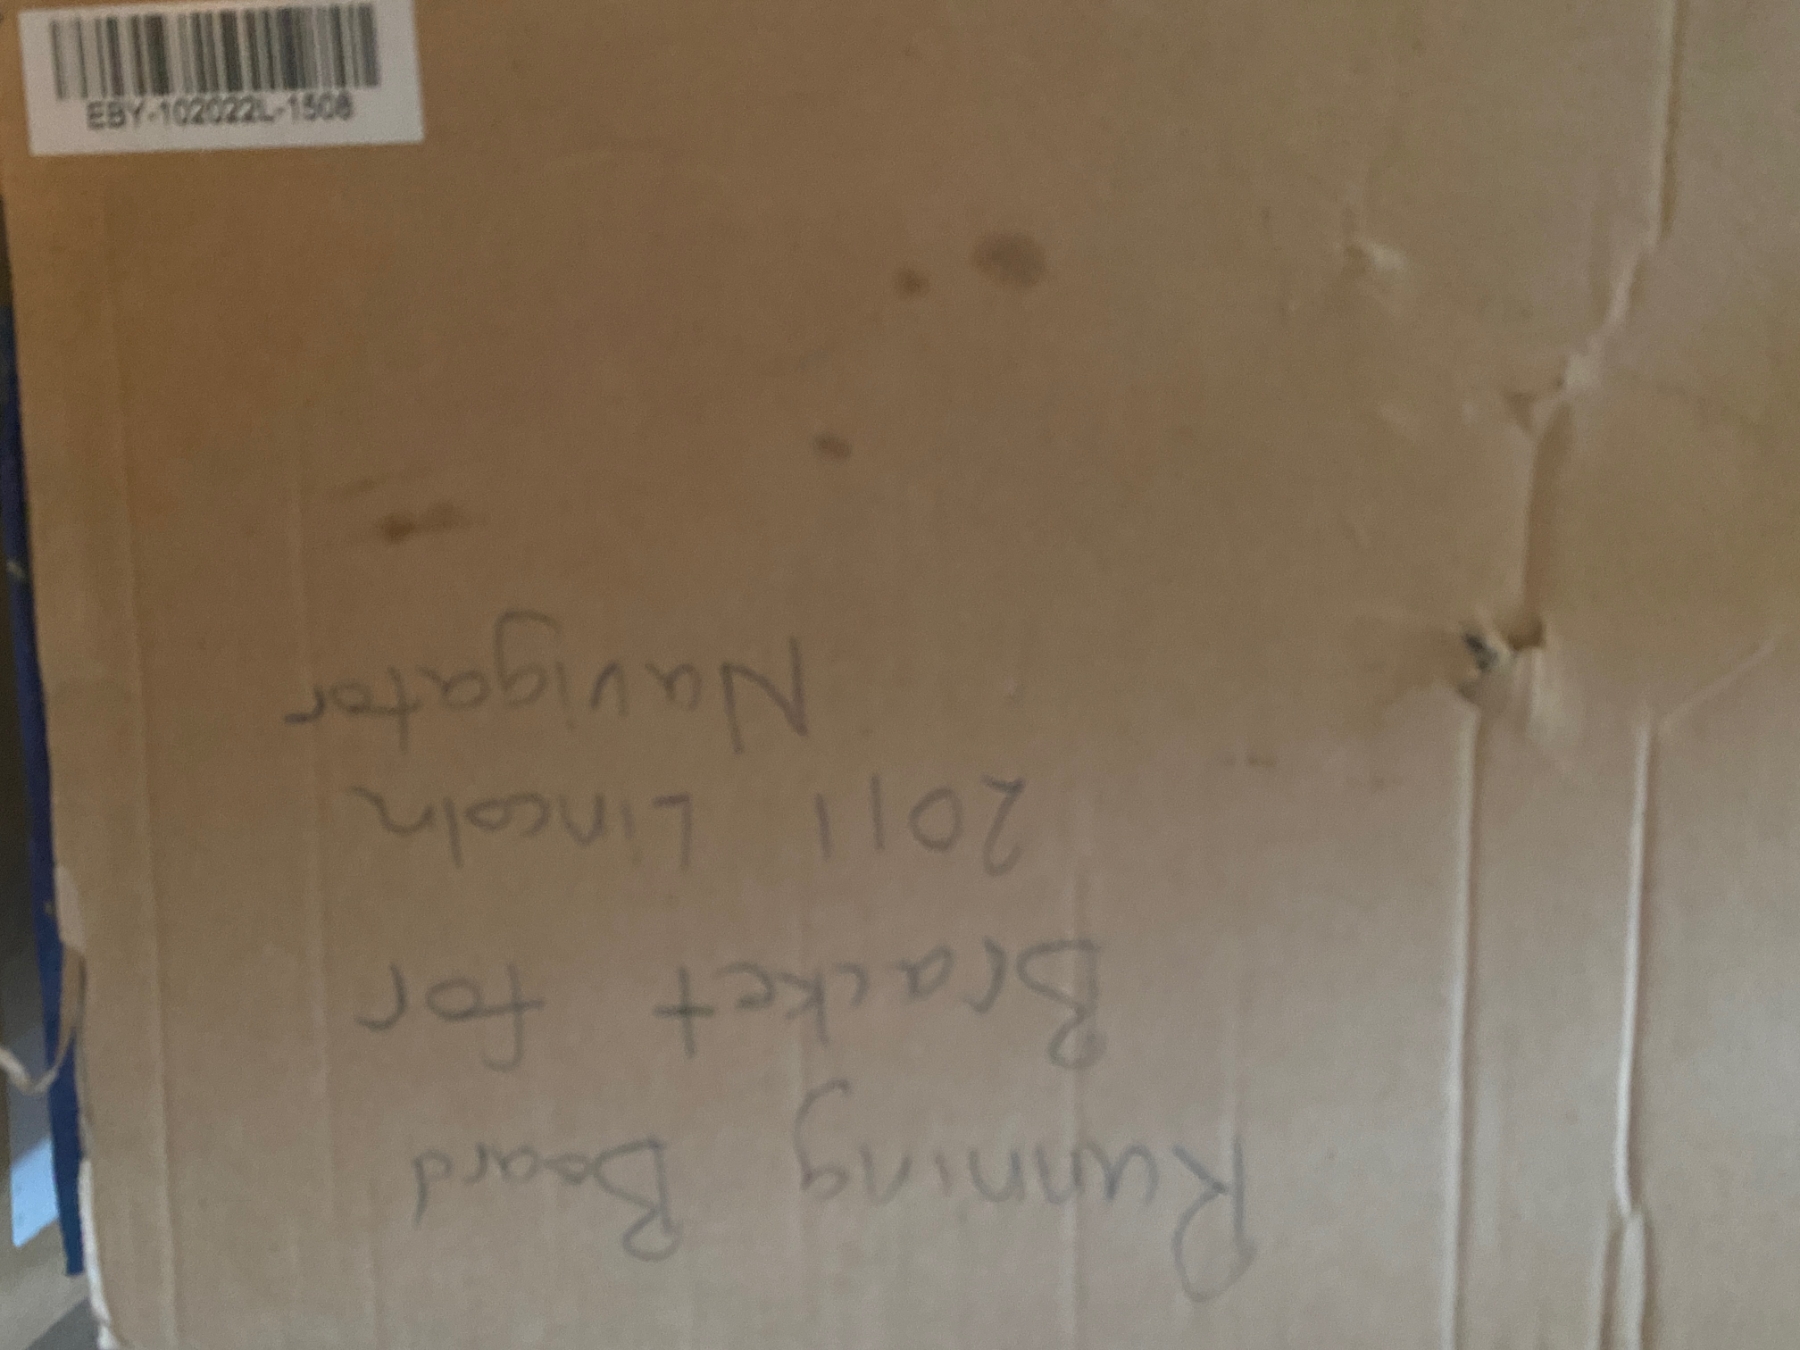 EBY-102022L-1508
Running Board
Bracket for
2011 Lincoln
Navigator